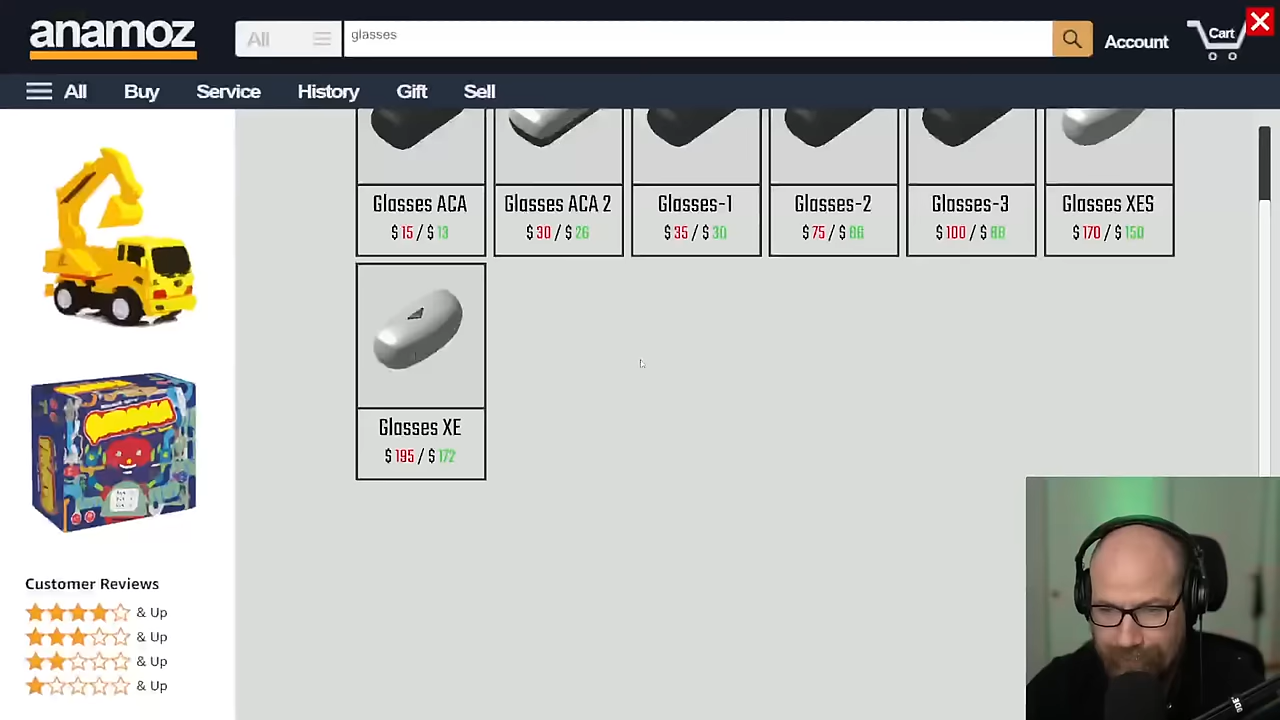 anamoz
All
glasses
Account
Cart
All
Buy
Service
History
Gift
Sell
Glasses ACA
Glasses ACA 2
Glasses-1
Glasses-2
Glasses-3
Glasses XES
$ 15 / $ 13
$ 30 / $ 26
$ 35 / $ 30
$ 75 / $ 66
$ 100 / $ 88
$ 170 / $ 150
Glasses XE
$ 195 / $ 172
Customer Reviews
& Up
& Up
& Up
& Up